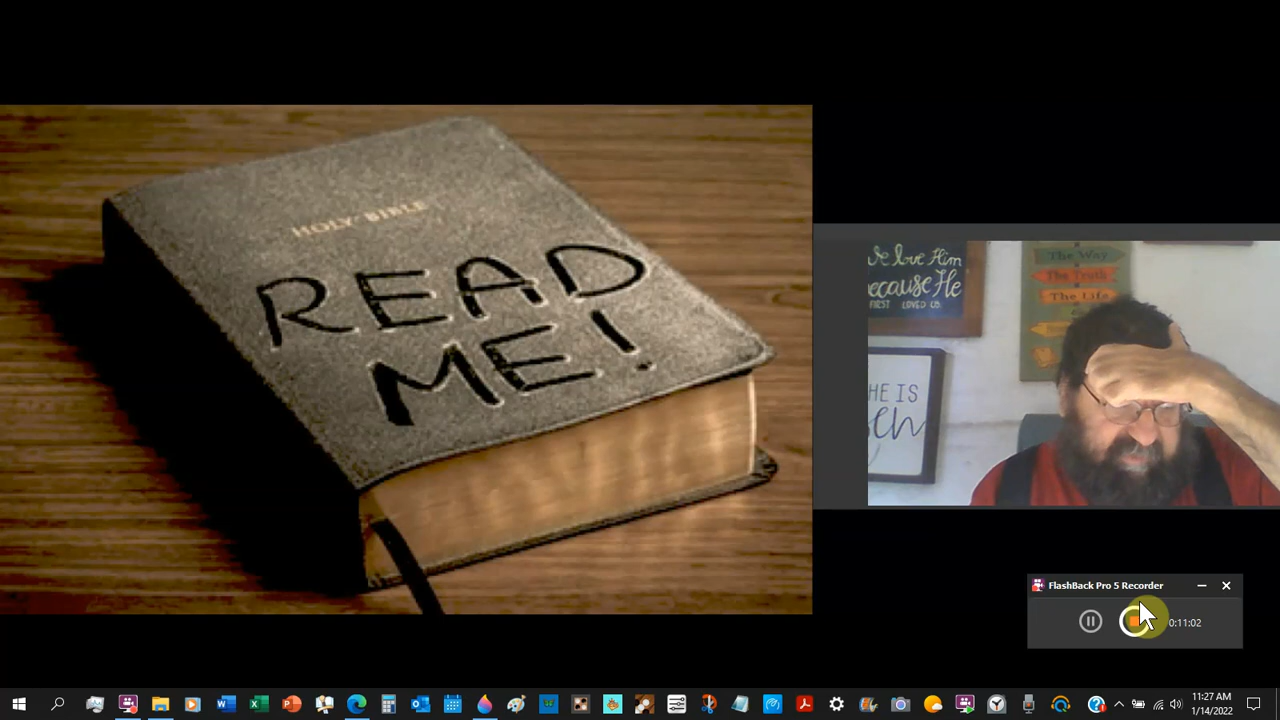 HOLY BIBLE
READ
ME!
We love Him
because He
FIRST LOVED US.
The Way
The Truth
The Life
HE IS
FlashBack Pro 5 Recorder
0:11:02
11:27 AM
1/14/2022